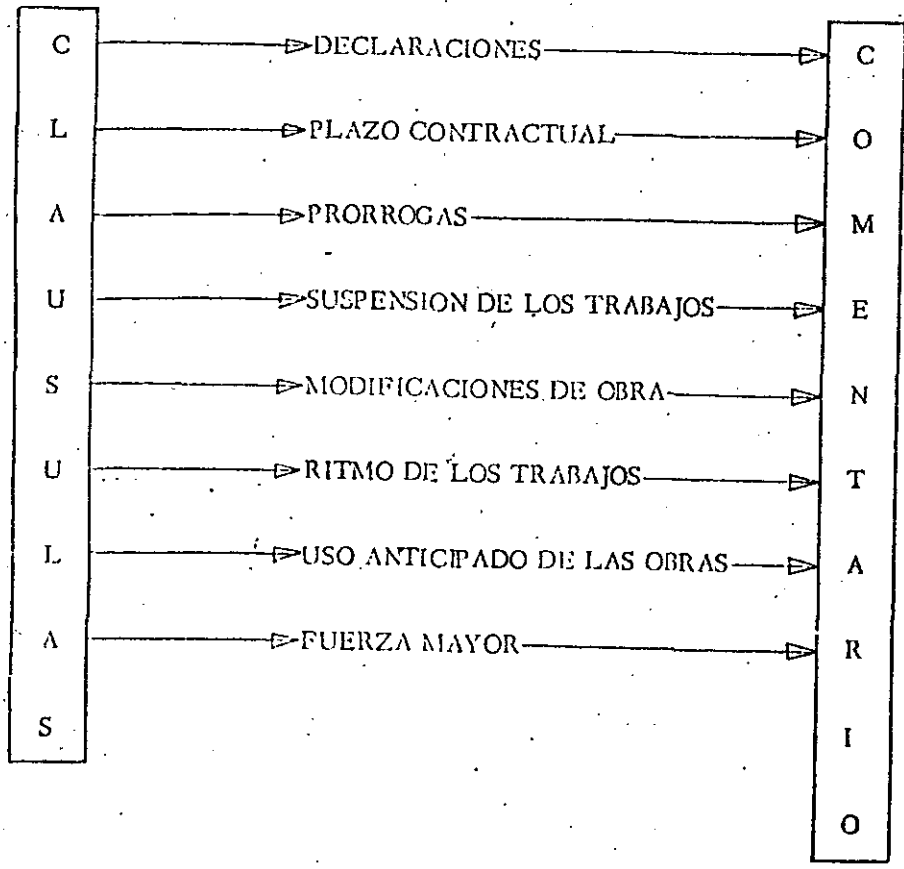 C DECLARACIONES C
L PLAZO CONTRACTUAL O
A PRORROGAS M
U SUSPENSION DE LOS TRABAJOS E
S MODIFICACIONES DE OBRA N
U RITMO DE LOS TRABAJOS T
L USO ANTICIPADO DE LAS OBRAS A
A FUERZA MAYOR R
S I
O